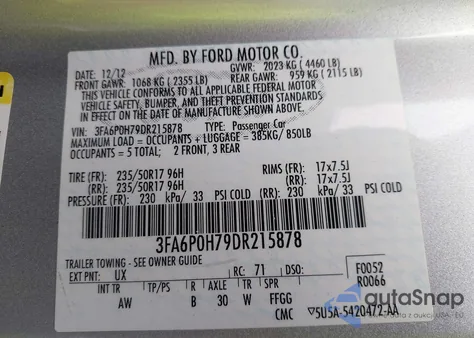 MFD. BY FORD MOTOR CO.
DATE: 12/12 GVWR: 2023 KG (4460 LB)
FRONT GAWR: 1068 KG (2355 LB) REAR GAWR: 959 KG (2115 LB)
THIS VEHICLE CONFORMS TO ALL APPLICABLE FEDERAL MOTOR
VEHICLE SAFETY, BUMPER, AND THEFT PREVENTION STANDARDS
IN EFFECT ON THE DATE OF MANUFACTURE SHOWN ABOVE.
VIN: 3FA6P0H79DR215878 TYPE: Passenger Car
MAXIMUM LOAD = OCCUPANTS + LUGGAGE = 385KG / 850LB
OCCUPANTS = 5 TOTAL: 2 FRONT, 3 REAR
TIRE (FR): 235/50R17 96H RIMS (FR): 17x7.5J
(RR): 235/50R17 96H (RR): 17x7.5J
PRESSURE (FR): 230 kPa/ 33 PSI COLD (RR): 230 kPa/ 33 PSI COLD
3FA6P0H79DR215878
TRAILER TOWING - SEE OWNER GUIDE
EXT PNT: UX RC: 71 DSO: F0052
R0066
INT TR TP/PS R AXLE TR SPR
AW B 30 W FFGG
CMC 5U5A-5420472-AA
autaSnap